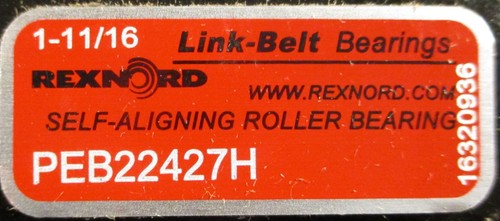 1-11/16 Link-Belt Bearings
REXNORD WWW.REXNORD.COM
SELF-ALIGNING ROLLER BEARING
PEB22427H
16320936